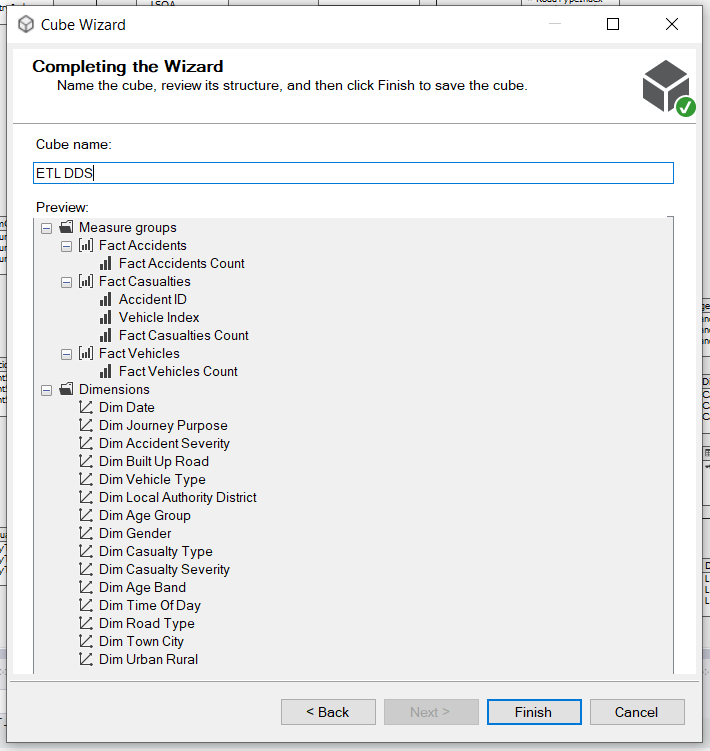 Cube Wizard
Completing the Wizard
Name the cube, review its structure, and then click Finish to save the cube.
Cube name:
ETL DDS
Preview:
Measure groups
Fact Accidents
Fact Accidents Count
Fact Casualties
Accident ID
Vehicle Index
Fact Casualties Count
Fact Vehicles
Fact Vehicles Count
Dimensions
Dim Date
Dim Journey Purpose
Dim Accident Severity
Dim Built Up Road
Dim Vehicle Type
Dim Local Authority District
Dim Age Group
Dim Gender
Dim Casualty Type
Dim Casualty Severity
Dim Age Band
Dim Time Of Day
Dim Road Type
Dim Town City
Dim Urban Rural
< Back
Next >
Finish
Cancel